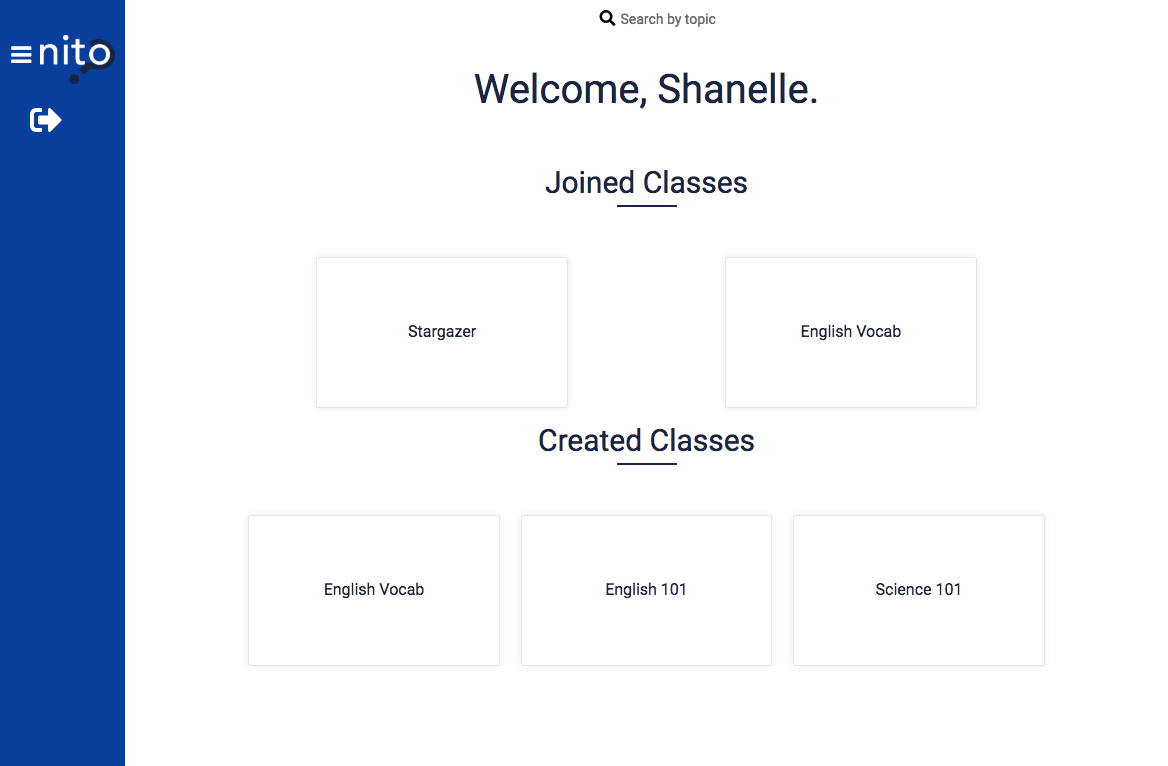 nito
Search by topic
Welcome, Shanelle.
Joined Classes
Stargazer
English Vocab
Created Classes
English Vocab
English 101
Science 101